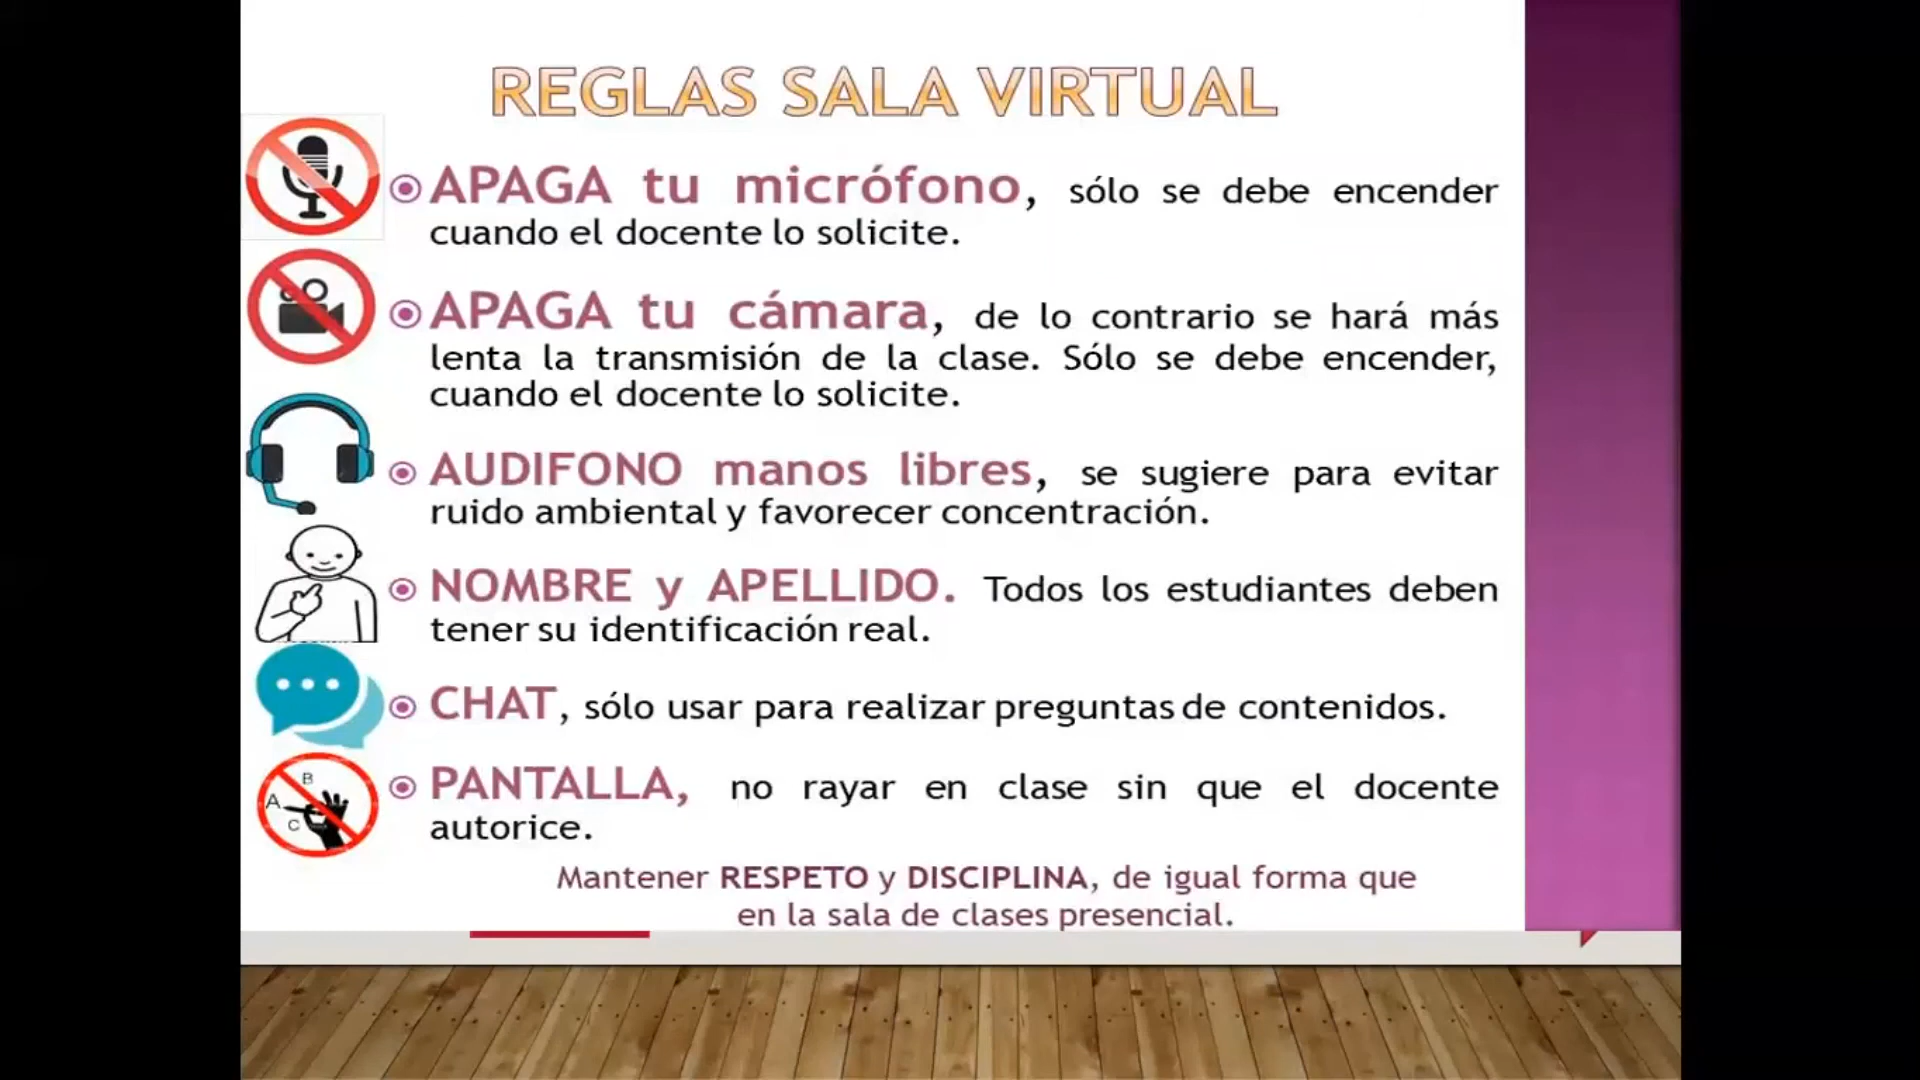 REGLAS SALA VIRTUAL
APAGA tu micrófono, sólo se debe encender
cuando el docente lo solicite.
APAGA tu cámara, de lo contrario se hará más
lenta la transmisión de la clase. Sólo se debe encender,
cuando el docente lo solicite.
AUDIFONO manos libres, se sugiere para evitar
ruido ambiental y favorecer concentración.
NOMBRE y APELLIDO. Todos los estudiantes deben
tener su identificación real.
CHAT, sólo usar para realizar preguntas de contenidos.
B
A
C
PANTALLA, no rayar en clase sin que el docente
autorice.
Mantener RESPETO y DISCIPLINA, de igual forma que
en la sala de clases presencial.